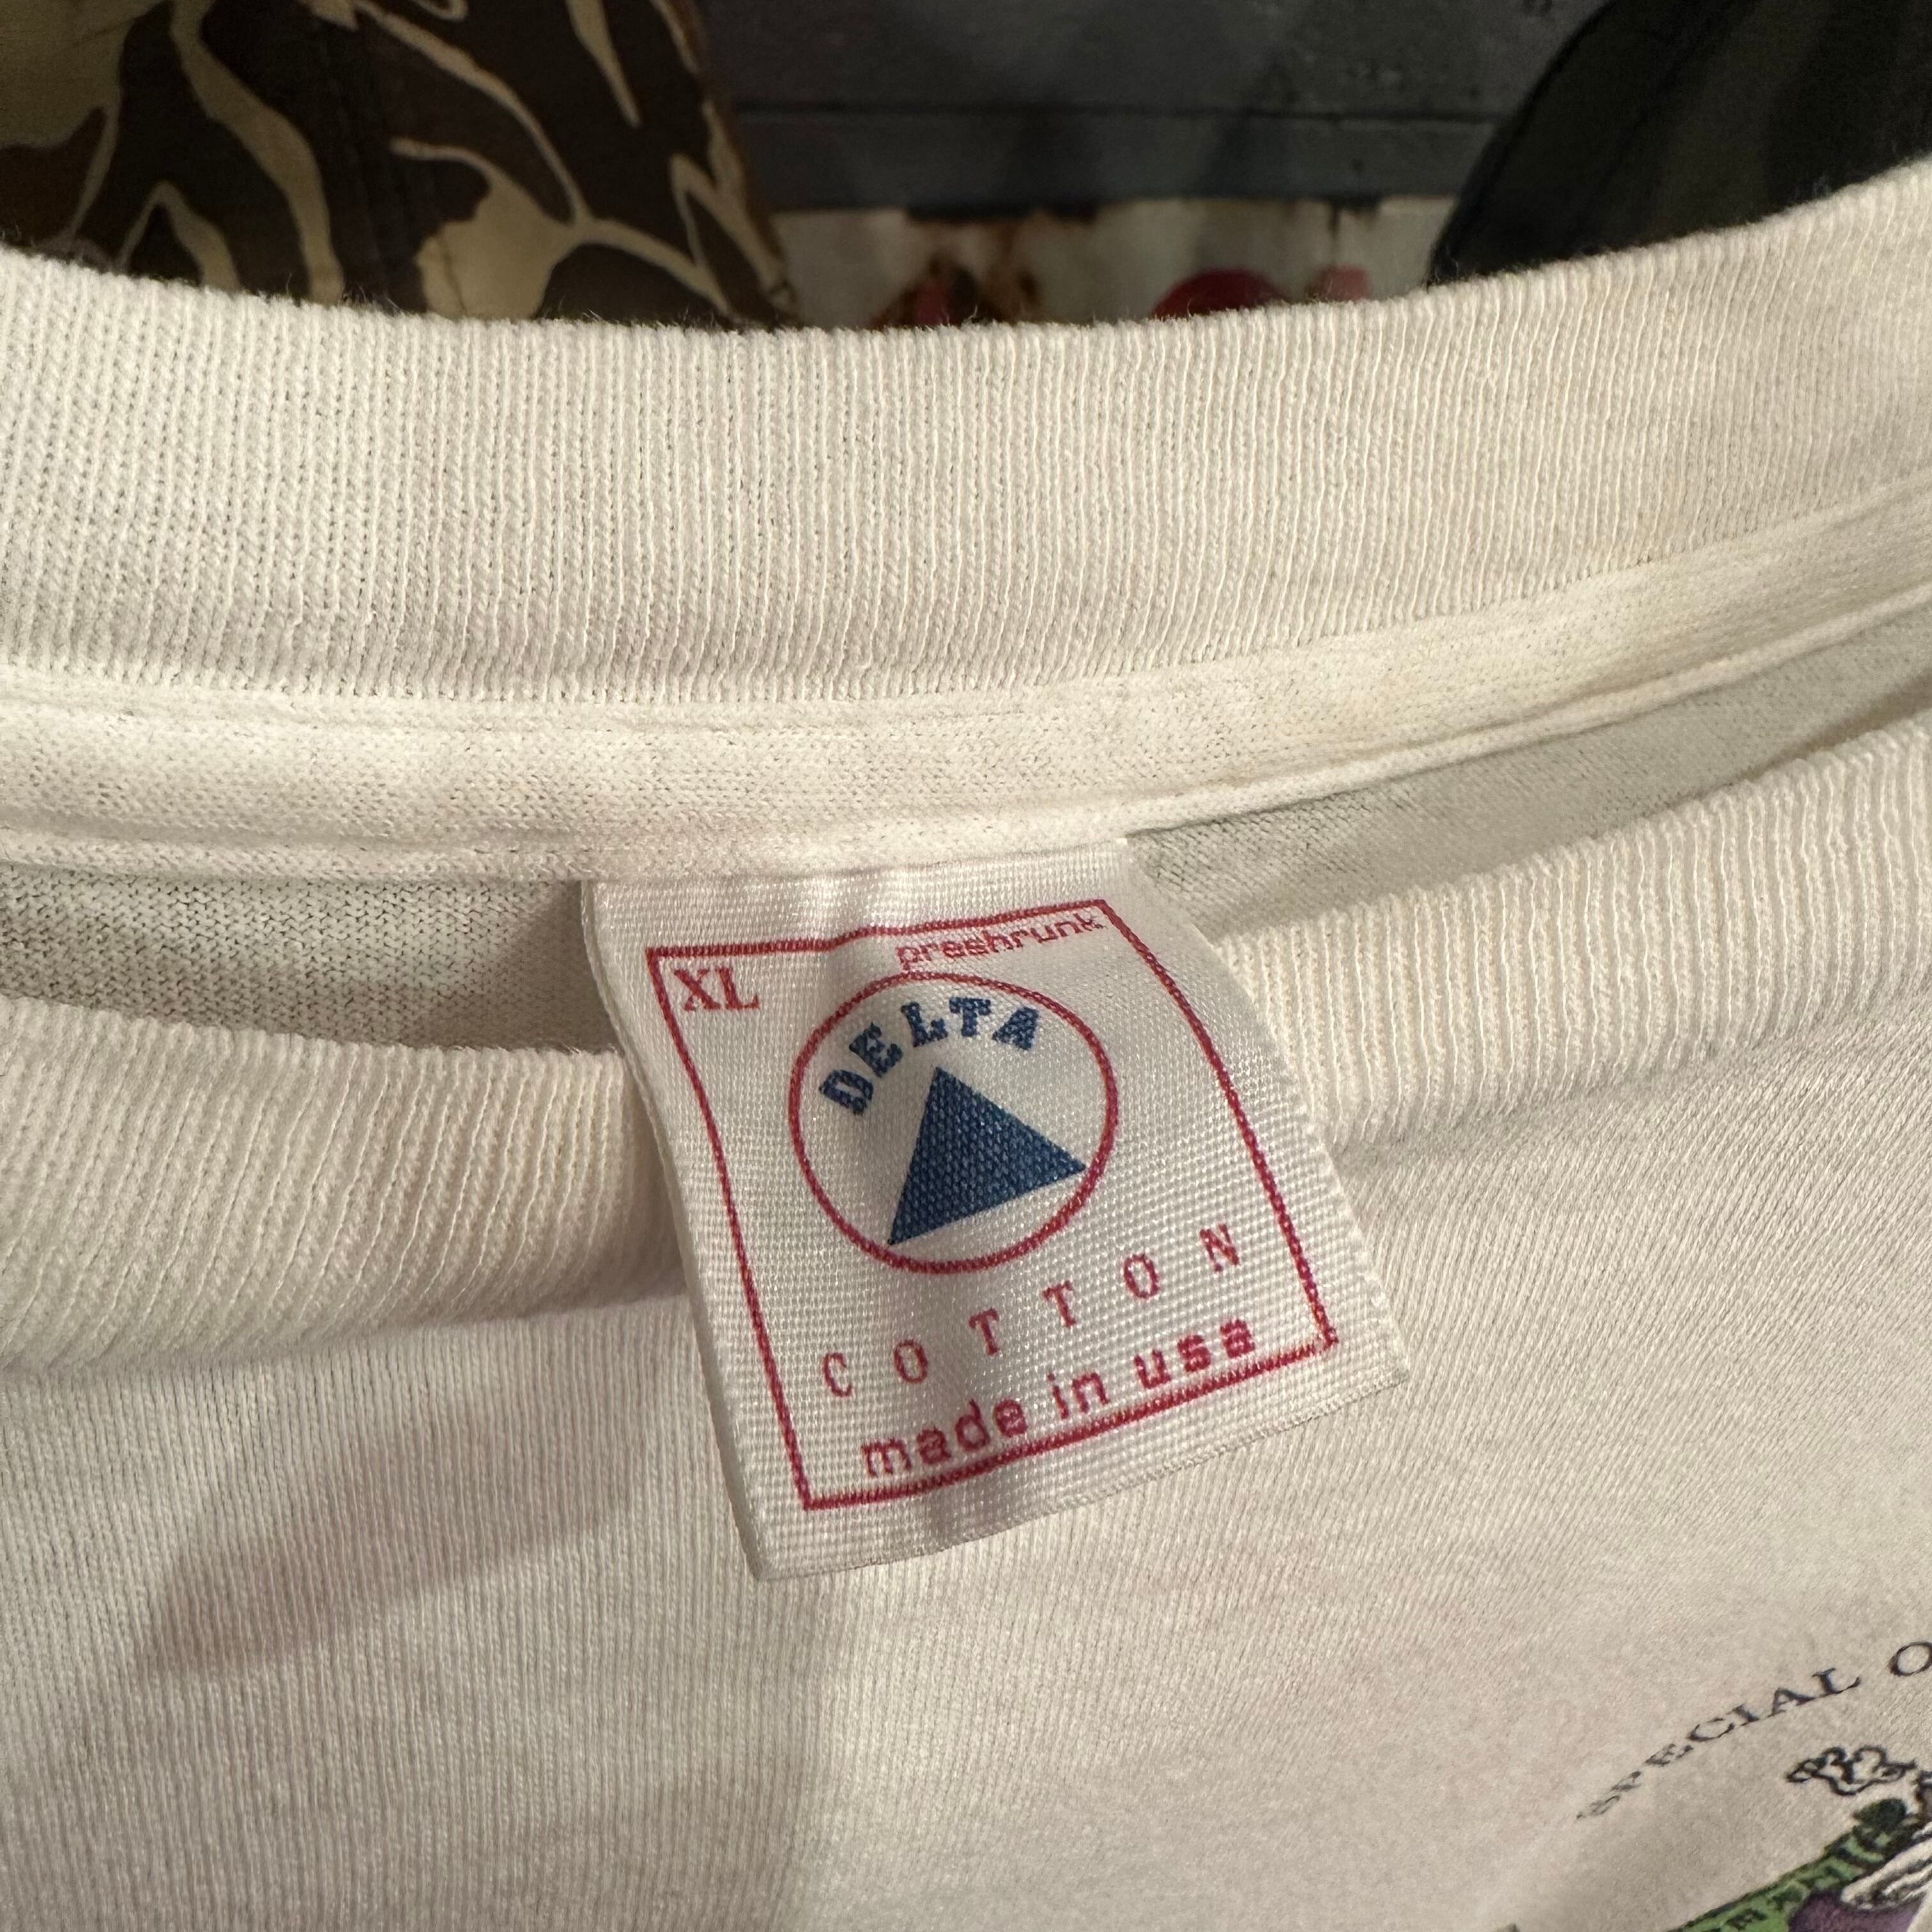 preshrunk
XL
DELTA
COTTON
made in usa
SPECIAL O